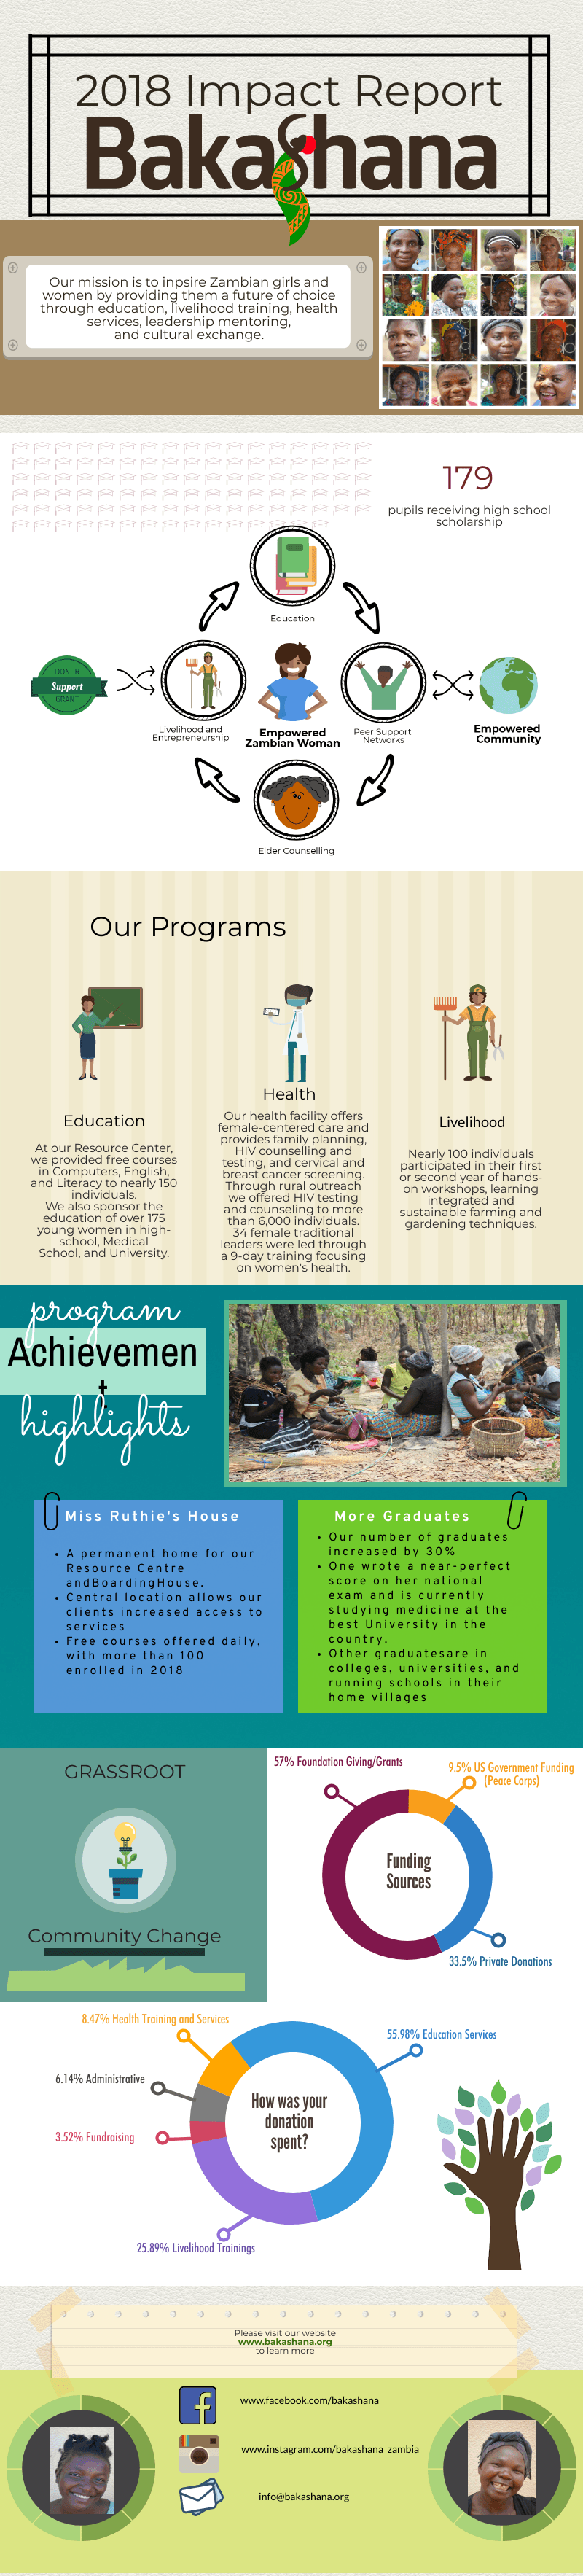 2018 Impact Report
BakaShana
Our mission is to inpsire Zambian girls and
women by providing them a future of choice
through education, livelihood training, health
services, leadership mentoring,
and cultural exchange.
179
pupils receiving high school
scholarship
Education
DONOR
Support
GRANT
Livelihood and
Entrepreneurship
Empowered
Zambian Woman
Peer Support
Networks
Empowered
Community
Elder Counselling
Our Programs
Education
At our Resource Center,
we provided free courses
in Computers, English,
and Literacy to nearly 150
individuals.
We also sponsor the
education of over 175
young women in high-
school, Medical
School, and University.
Health
Our health facility offers
female-centered care and
provides family planning,
HIV counselling and
testing, and cervical and
breast cancer screening.
Through rural outreach
we offered HIV testing
and counseling to more
than 6,000 individuals.
34 female traditional
leaders were led through
a 9-day training focusing
on women's health.
Livelihood
Nearly 100 individuals
participated in their first
or second year of hands-
on workshops, learning
integrated and
sustainable farming and
gardening techniques.
program
Achievemen
t
highlights
Miss Ruthie's House
• A permanent home for our
Resource Centre
andBoardingHouse.
• Central location allows our
clients increased access to
services
• Free courses offered daily,
with more than 100
enrolled in 2018
More Graduates
• Our number of graduates
increased by 30%
• One wrote a near-perfect
score on her national
exam and is currently
studying medicine at the
best University in the
country.
• Other graduatesare in
colleges, universities, and
running schools in their
home villages
GRASSROOT
Community Change
57% Foundation Giving/Grants
9.5% US Government Funding
(Peace Corps)
Funding
Sources
33.5% Private Donations
8.47% Health Training and Services
55.98% Education Services
6.14% Administrative
How was your
donation
spent?
3.52% Fundraising
25.89% Livelihood Trainings
Please visit our website
www.bakashana.org
to learn more
www.facebook.com/bakashana
www.instagram.com/bakashana_zambia
info@bakashana.org